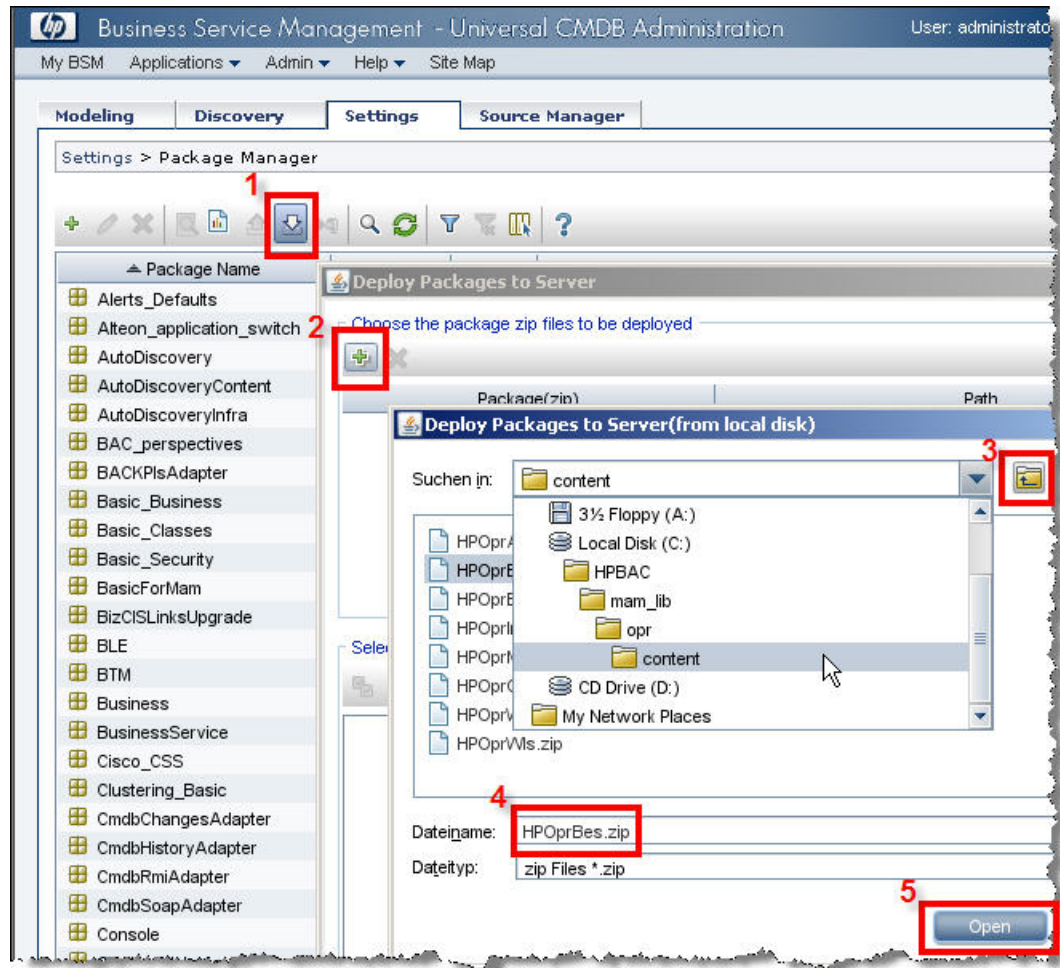 hp Business Service Management - Universal CMDB Administration User: administrato
My BSM Applications Admin Help Site Map
Modeling Discovery Settings Source Manager
Settings > Package Manager
1
Package Name
Alerts_Defaults
Alteon_application_switch
AutoDiscovery
AutoDiscoveryContent
AutoDiscoveryInfra
BAC_perspectives
BACKPIsAdapter
Basic_Business
Basic_Classes
Basic_Security
BasicForMam
BizCISLinksUpgrade
BLE
BTM
Business
BusinessService
Cisco_CSS
Clustering_Basic
CmdbChangesAdapter
CmdbHistoryAdapter
CmdbRmiAdapter
CmdbSoapAdapter
Console
Deploy Packages to Server
2
Choose the package zip files to be deployed
Package(zip) Path
Deploy Packages to Server(from local disk)
3
Suchen in: content
3½ Floppy (A:)
Local Disk (C:)
HPBAC
mam_lib
opr
content
CD Drive (D:)
My Network Places
HPOprWls.zip
4
Dateiname: HPOprBes.zip
Dateityp: zip Files *.zip
5
Open